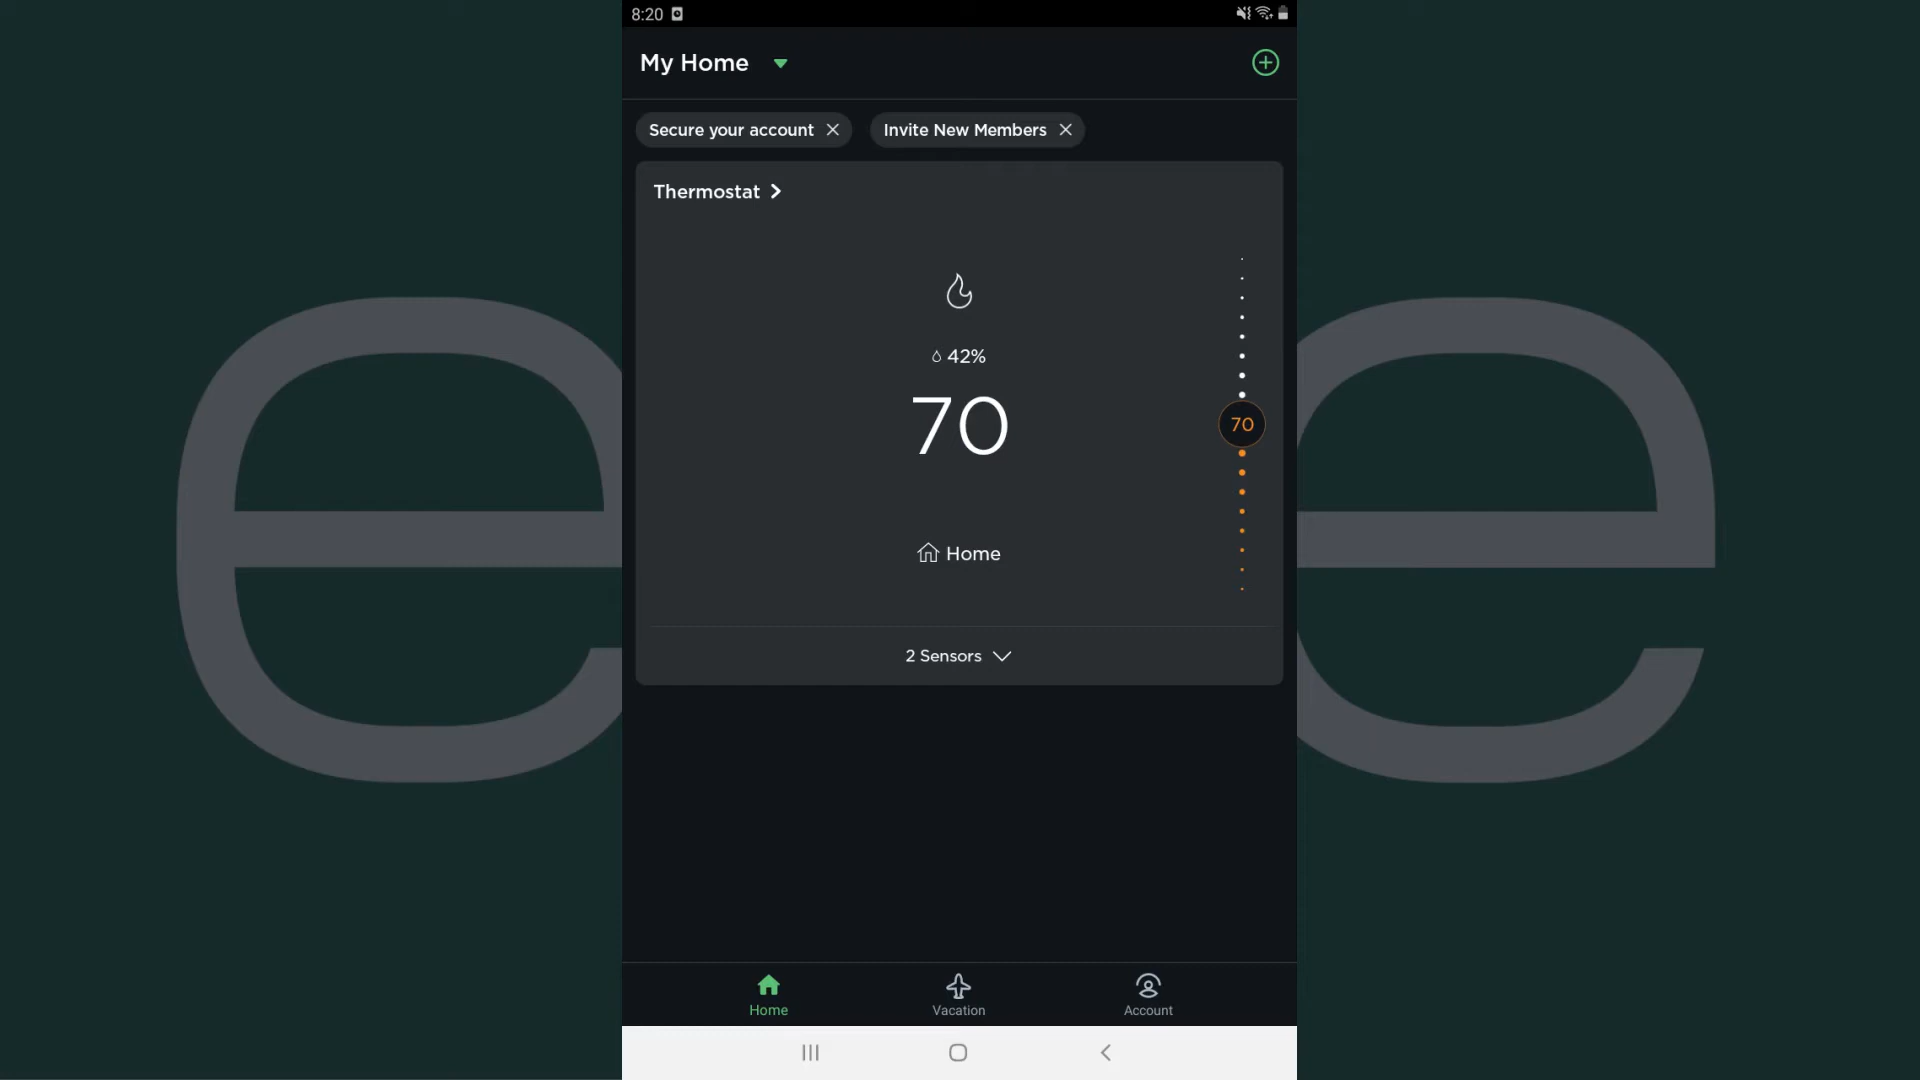 8:20
My Home
Secure your account
Invite New Members
Thermostat
42%
70
70
Home
2 Sensors
Home
Vacation
Account
e
e